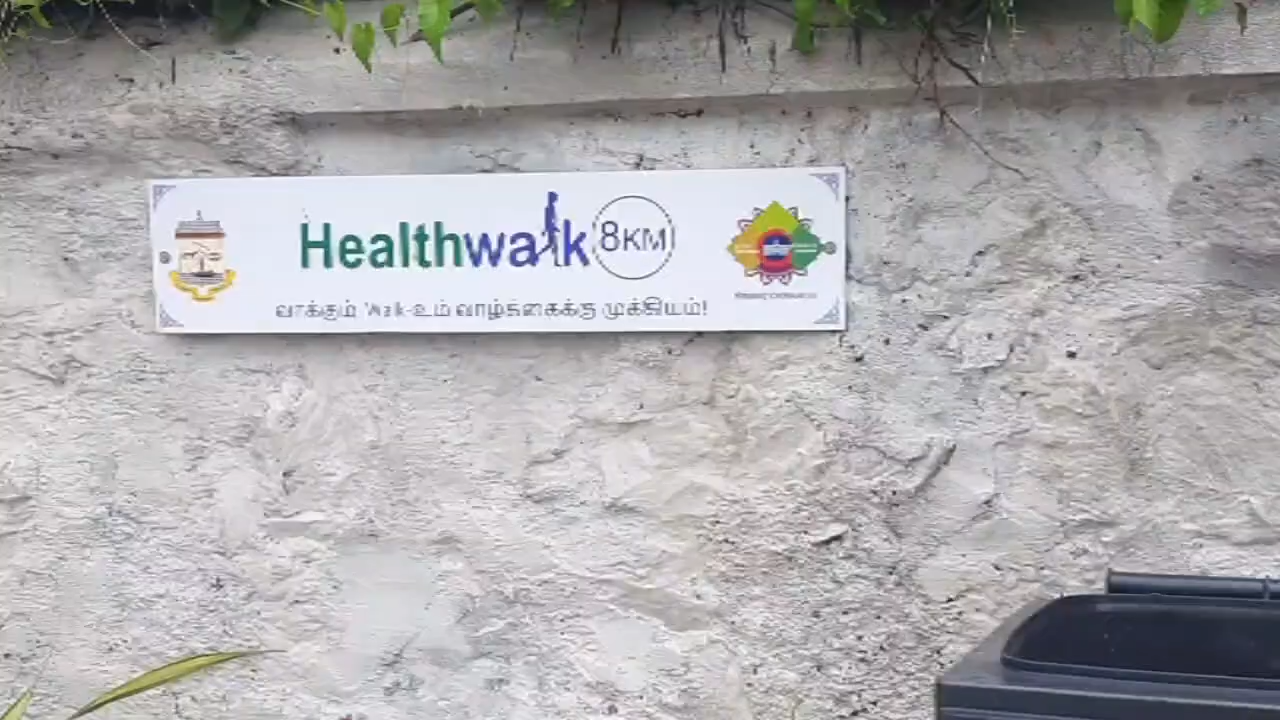 Healthwalk 8KM
வாக்கும் 'Walk-உம் வாழ்க்கைக்கு முக்கியம்!